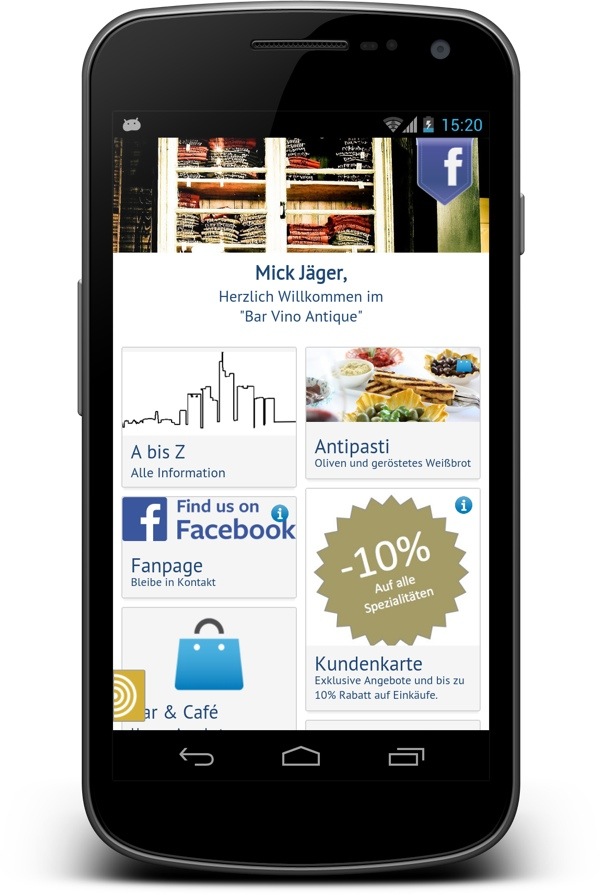 15:20
f
Mick Jäger,
Herzlich Willkommen im
"Bar Vino Antique"
A bis Z
Alle Information
Antipasti
Oliven und geröstetes Weißbrot
f Find us on
Facebook
i
Fanpage
Bleibe in Kontakt
i
-10%
Auf alle
Spezialitäten
Kundenkarte
Exklusive Angebote und bis zu
10% Rabatt auf Einkäufe.
ar & Café